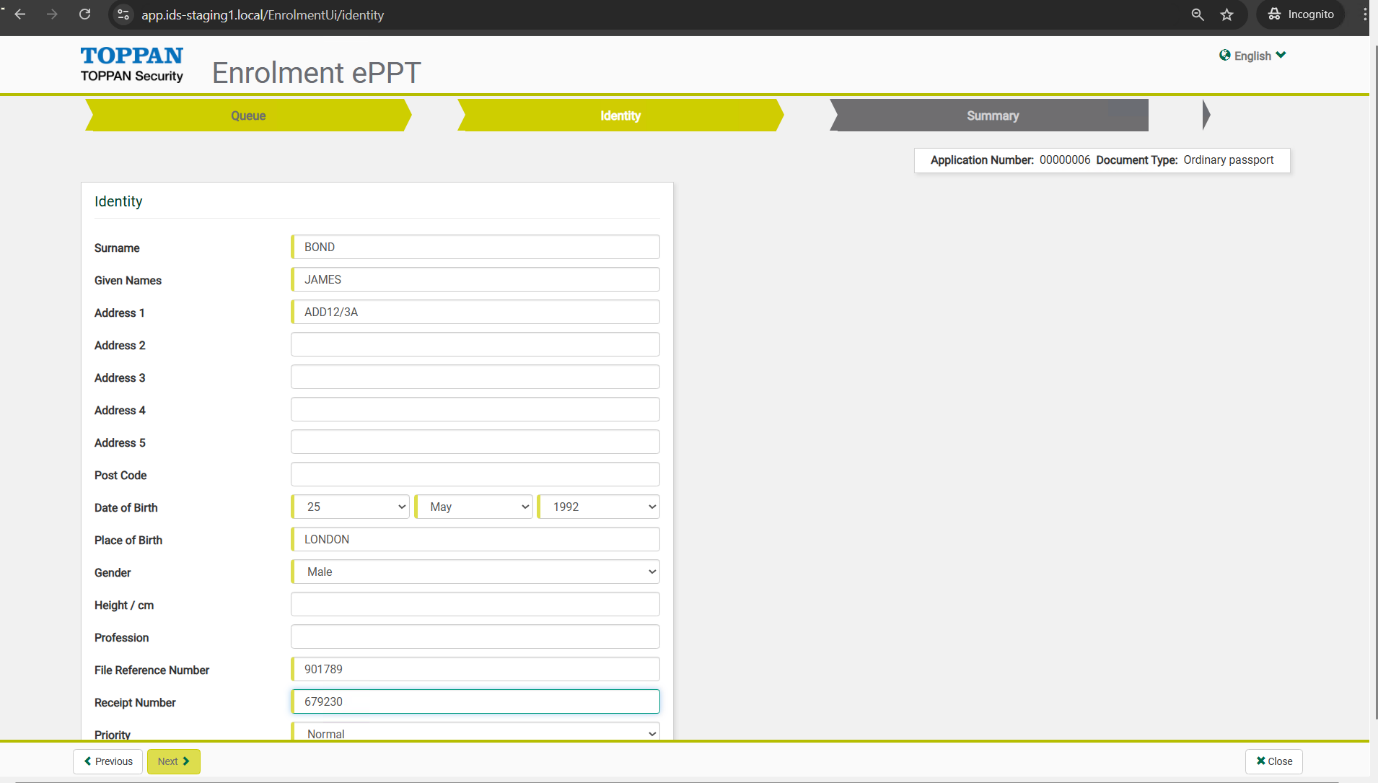 app.ids-staging1.local/EnrolmentUi/identity
Incognito
TOPPAN
TOPPAN Security
Enrolment ePPT
English
Queue
Identity
Summary
Application Number: 00000006 Document Type: Ordinary passport
Identity
Surname BOND
Given Names JAMES
Address 1 ADD12/3A
Address 2
Address 3
Address 4
Address 5
Post Code
Date of Birth 25 May 1992
Place of Birth LONDON
Gender Male
Height / cm
Profession
File Reference Number 901789
Receipt Number 679230
Priority Normal
Previous
Next
Close